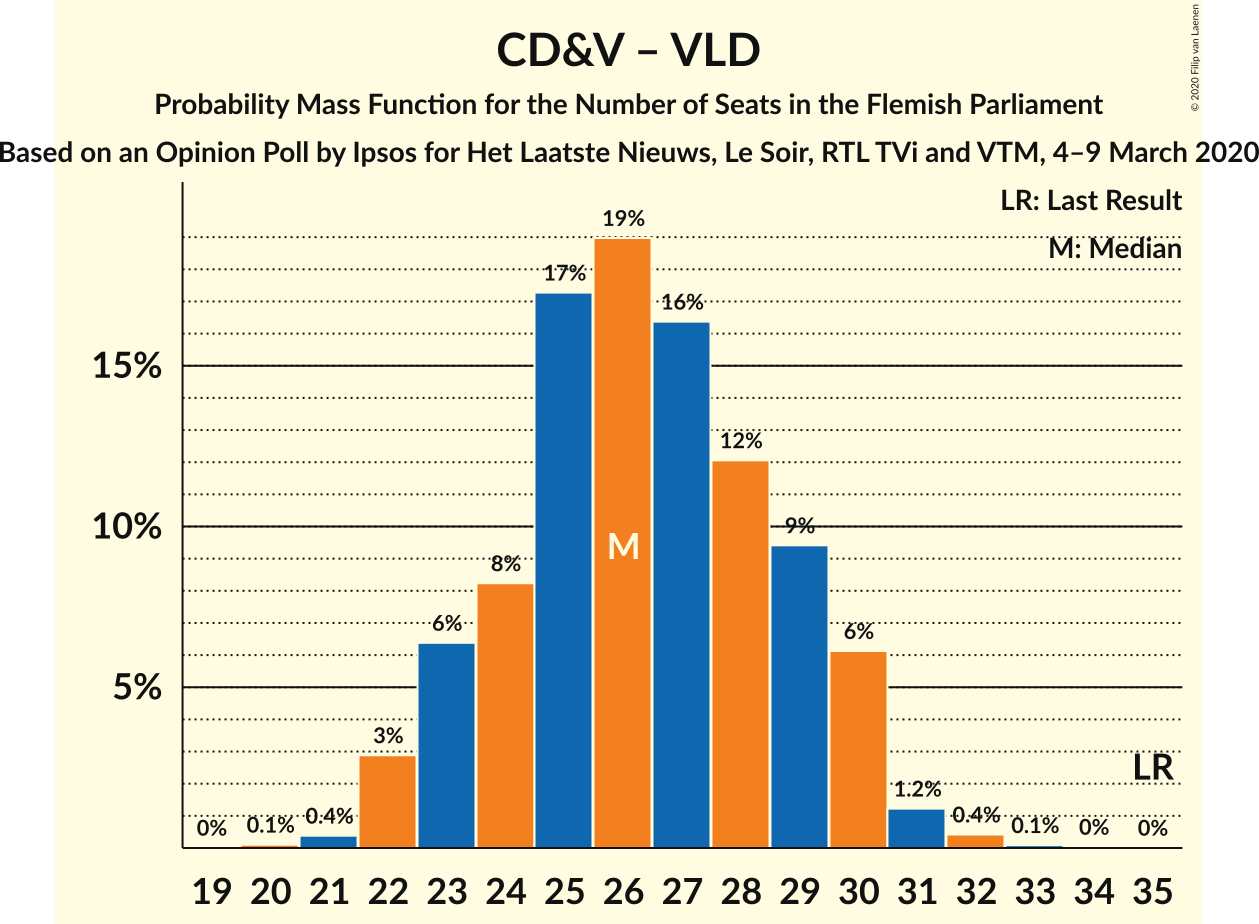 CD&V – VLD
Probability Mass Function for the Number of Seats in the Flemish Parliament
Based on an Opinion Poll by Ipsos for Het Laatste Nieuws, Le Soir, RTL TVi and VTM, 4–9 March 2020
© 2020 Filip van Laenen
LR: Last Result
M: Median
19%
17%
16%
15%
12%
10%
9%
M
8%
6%
6%
5%
3%
LR
1.2%
0% 0.1% 0.4% 0.4% 0.1% 0% 0%
19 20 21 22 23 24 25 26 27 28 29 30 31 32 33 34 35